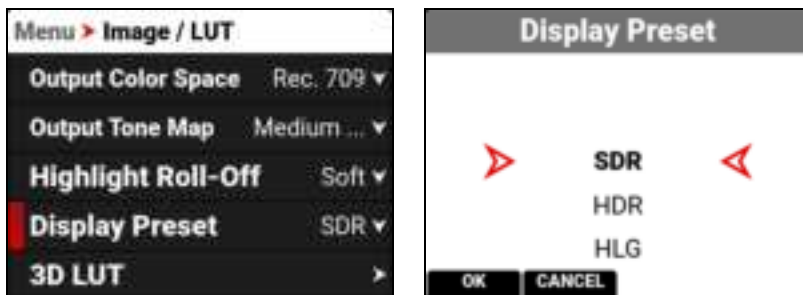 Menu > Image / LUT
Output Color Space Rec. 709
Output Tone Map Medium ...
Highlight Roll-Off Soft
Display Preset SDR
3D LUT >
Display Preset
SDR
HDR
HLG
OK CANCEL